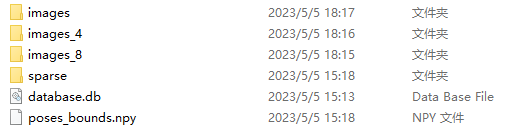 images 2023/5/5 18:17 文件夹
images_4 2023/5/5 18:16 文件夹
images_8 2023/5/5 18:15 文件夹
sparse 2023/5/5 15:18 文件夹
database.db 2023/5/5 15:13 Data Base File
poses_bounds.npy 2023/5/5 15:18 NPY 文件